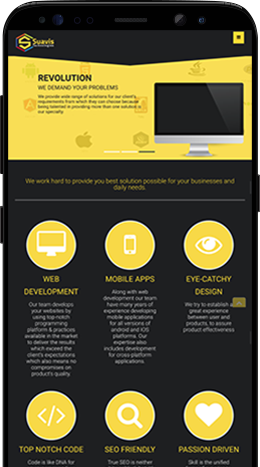 Suavis
Technologies
REVOLUTION
WE DEMAND YOUR PROBLEMS
We provide wide range of solutions for our client's
requirements from which they can choose because
being talented in providing more than one solution is
our specialty.
We work hard to provide you best solution possible for your businesses and
daily needs.
WEB
DEVELOPMENT
Our team develops
your websites by
using top-notch
programming
platform & practices
available in the market
to deliver the results
which exceed the
client's expectations
which also means no
compromises on
product's quality.
MOBILE APPS
Along with web
development our team
have many years of
experience developing
mobile applications
for all versions of
android and IOS
platforms. Our
expertise also
includes development
for cross-platform
applications.
EYE-CATCHY
DESIGN
We try to establish a
great experience
between user and
products, to assure
product effectiveness
TOP NOTCH CODE
Code is like DNA for
SEO FRIENDLY
True SEO is neither
PASSION DRIVEN
Skill is the unified